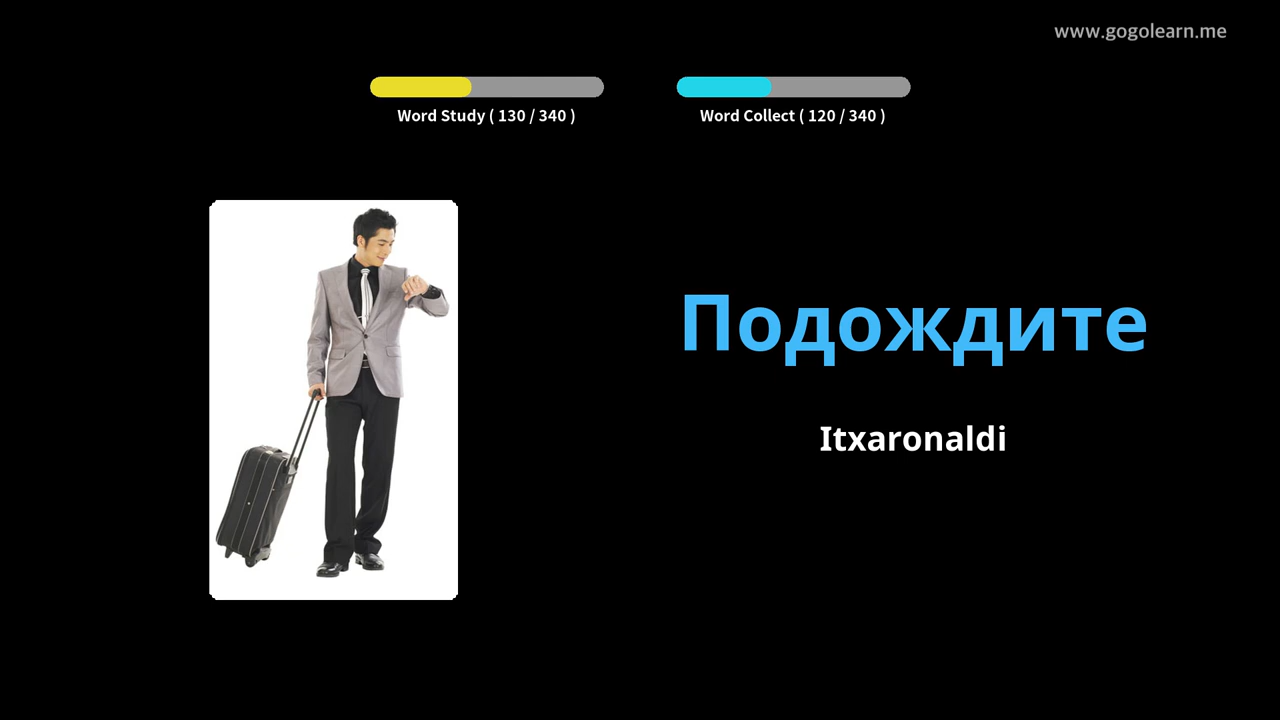 www.gogolearn.me
Word Study ( 130 / 340 )
Word Collect ( 120 / 340 )
Подождите
Itxaronaldi